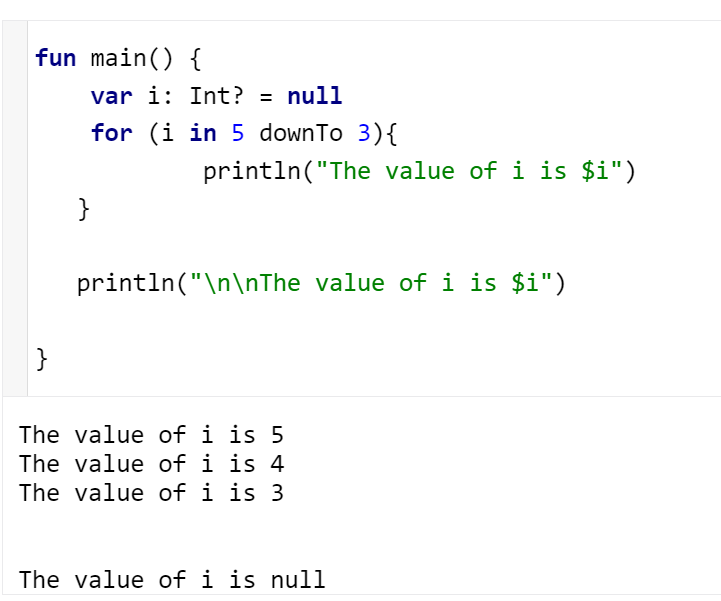 fun main() {
    var i: Int? = null
    for (i in 5 downTo 3){
            println("The value of i is $i")
   }
   println("\n\nThe value of i is $i")
}
The value of i is 5
The value of i is 4
The value of i is 3
The value of i is null